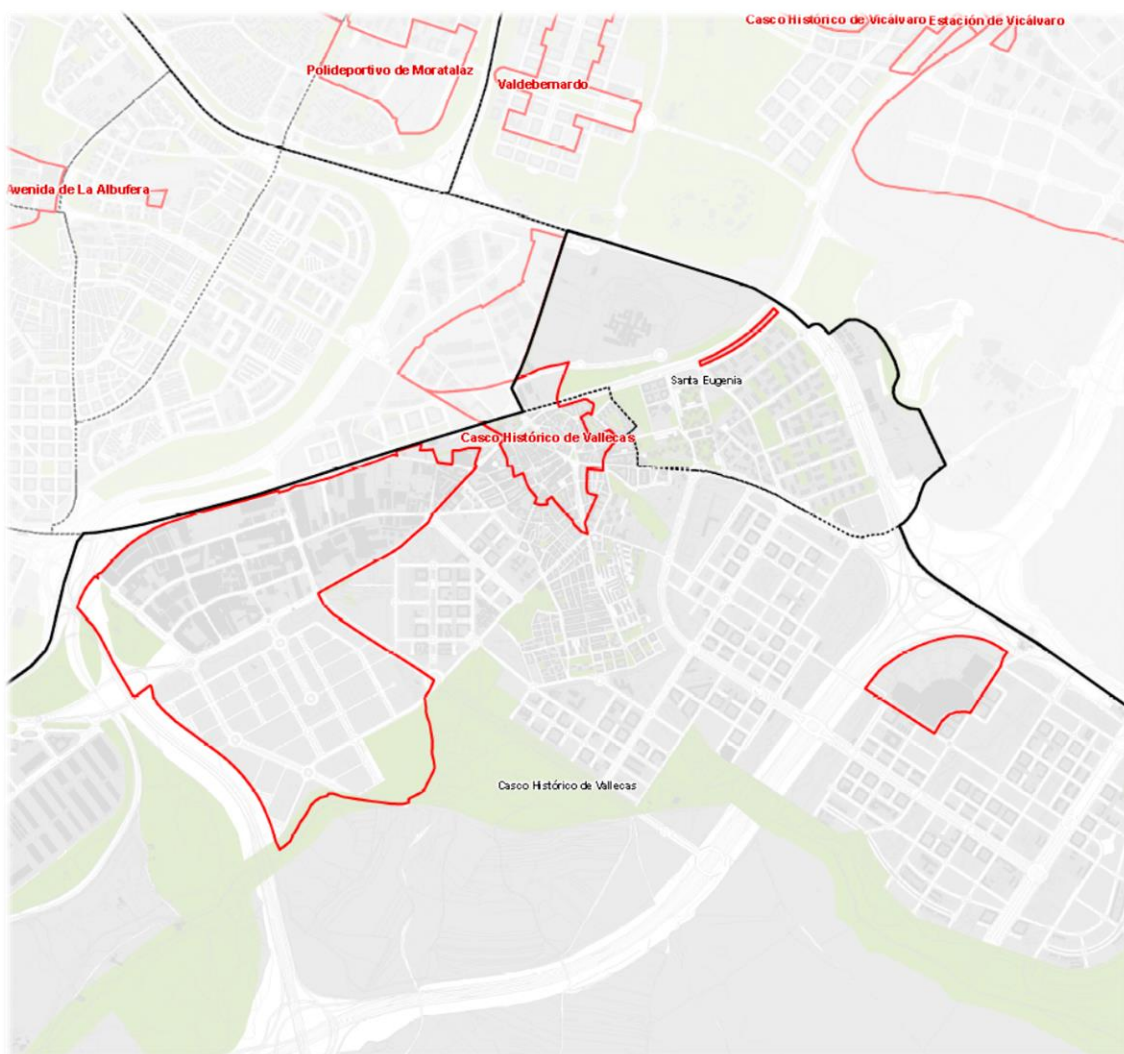 Casco Histórico de Vicálvaro
Estación de Vicálvaro
Polideportivo de Moratalaz
Valdebernardo
Avenida de La Albufera
Santa Eugenia
Casco Histórico de Vallecas
Casco Histórico de Vallecas